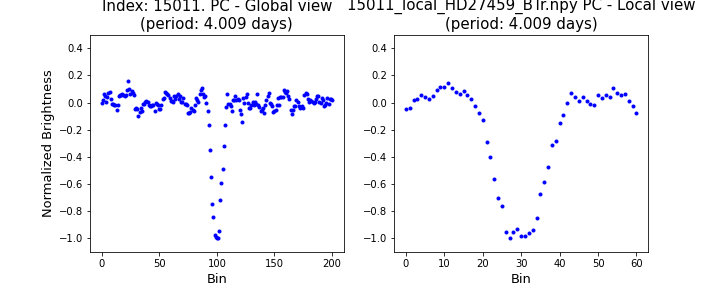 Index: 15011. PC - Global view
(period: 4.009 days)
15011_local_HD27459_BTr.npy PC - Local view
(period: 4.009 days)
Normalized Brightness
0.4
0.2
0.0
−0.2
−0.4
−0.6
−0.8
−1.0
0 50 100 150 200
Bin
0.4
0.2
0.0
−0.2
−0.4
−0.6
−0.8
−1.0
0 10 20 30 40 50 60
Bin